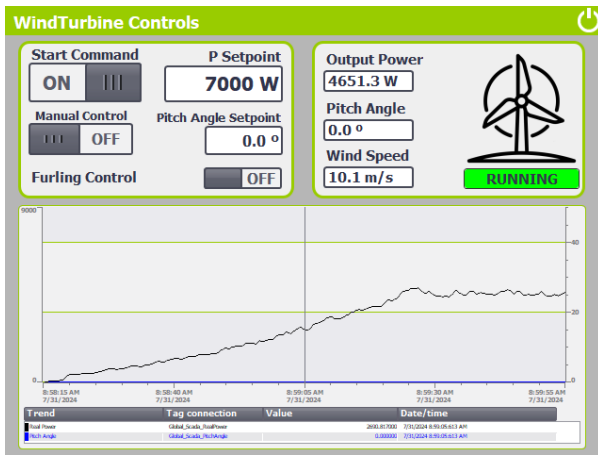 WindTurbine Controls
Start Command
P Setpoint
ON
7000 W
Manual Control
Pitch Angle Setpoint
OFF
0.0 º
Furling Control
OFF
Output Power
4651.3 W
Pitch Angle
0.0 º
Wind Speed
10.1 m/s
RUNNING
9000
40
20
0
0
8:58:15 AM 8:58:40 AM 8:59:05 AM 8:59:30 AM 8:59:55 AM
7/31/2024 7/31/2024 7/31/2024 7/31/2024 7/31/2024
Trend Tag connection Value Date/time
Real Power Global_Scada_RealPower 2690.817000 7/31/2024 8:59:05:613 AM
Pitch Angle Global_Scada_PitchAngle 0.000000 7/31/2024 8:59:05:613 AM